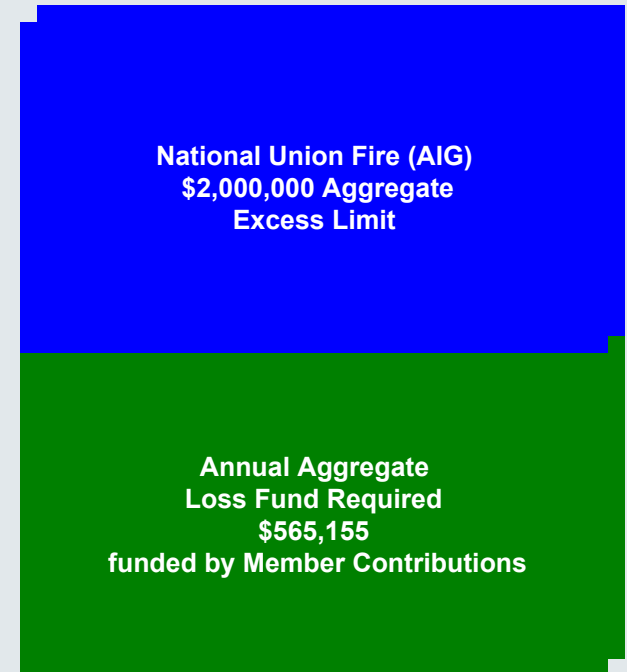 National Union Fire (AIG)
$2,000,000 Aggregate
Excess Limit
Annual Aggregate
Loss Fund Required
$565,155
funded by Member Contributions